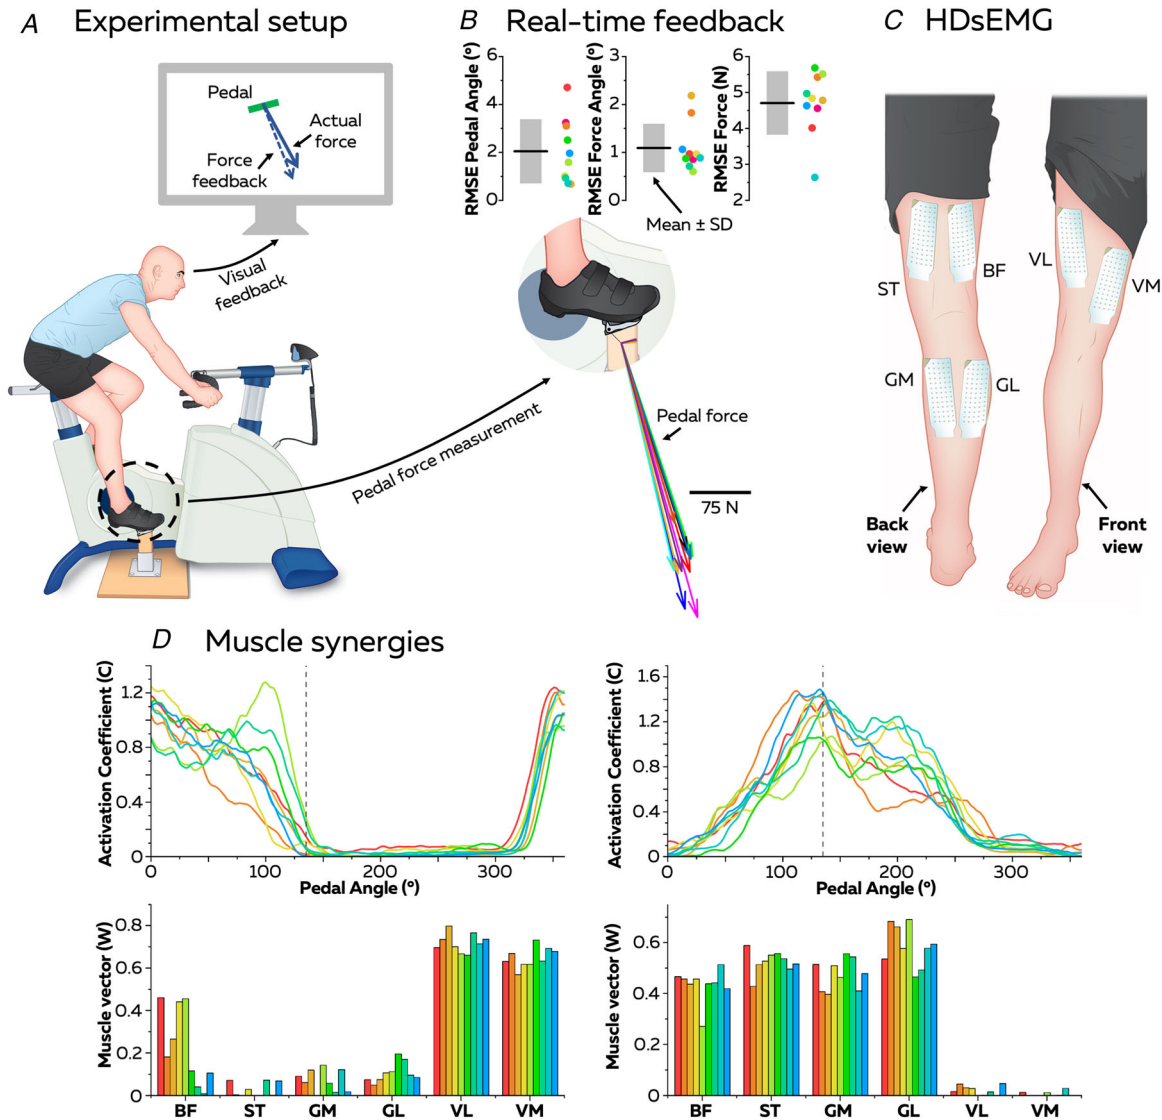 A Experimental setup
Pedal
Actual
force
Force
feedback
Visual
feedback
Pedal force measurement
B Real-time feedback
RMSE Pedal Angle (°)
6
4
2
0
RMSE Force Angle (°)
3
2
1
0
RMSE Force (N)
6
5
4
3
2
Mean ± SD
Pedal force
75 N
C HDsEMG
ST
BF
VL
VM
GM
GL
Back
view
Front
view
D Muscle synergies
Activation Coefficient (C)
1.2
0.8
0.4
0
0
100
200
300
Pedal Angle (°)
Activation Coefficient (C)
1.6
1.2
0.8
0.4
0
0
100
200
300
Pedal Angle (°)
Muscle vector (W)
0.8
0.6
0.4
0.2
0
BF ST GM GL VL VM
Muscle vector (W)
0.6
0.4
0.2
0
BF ST GM GL VL VM